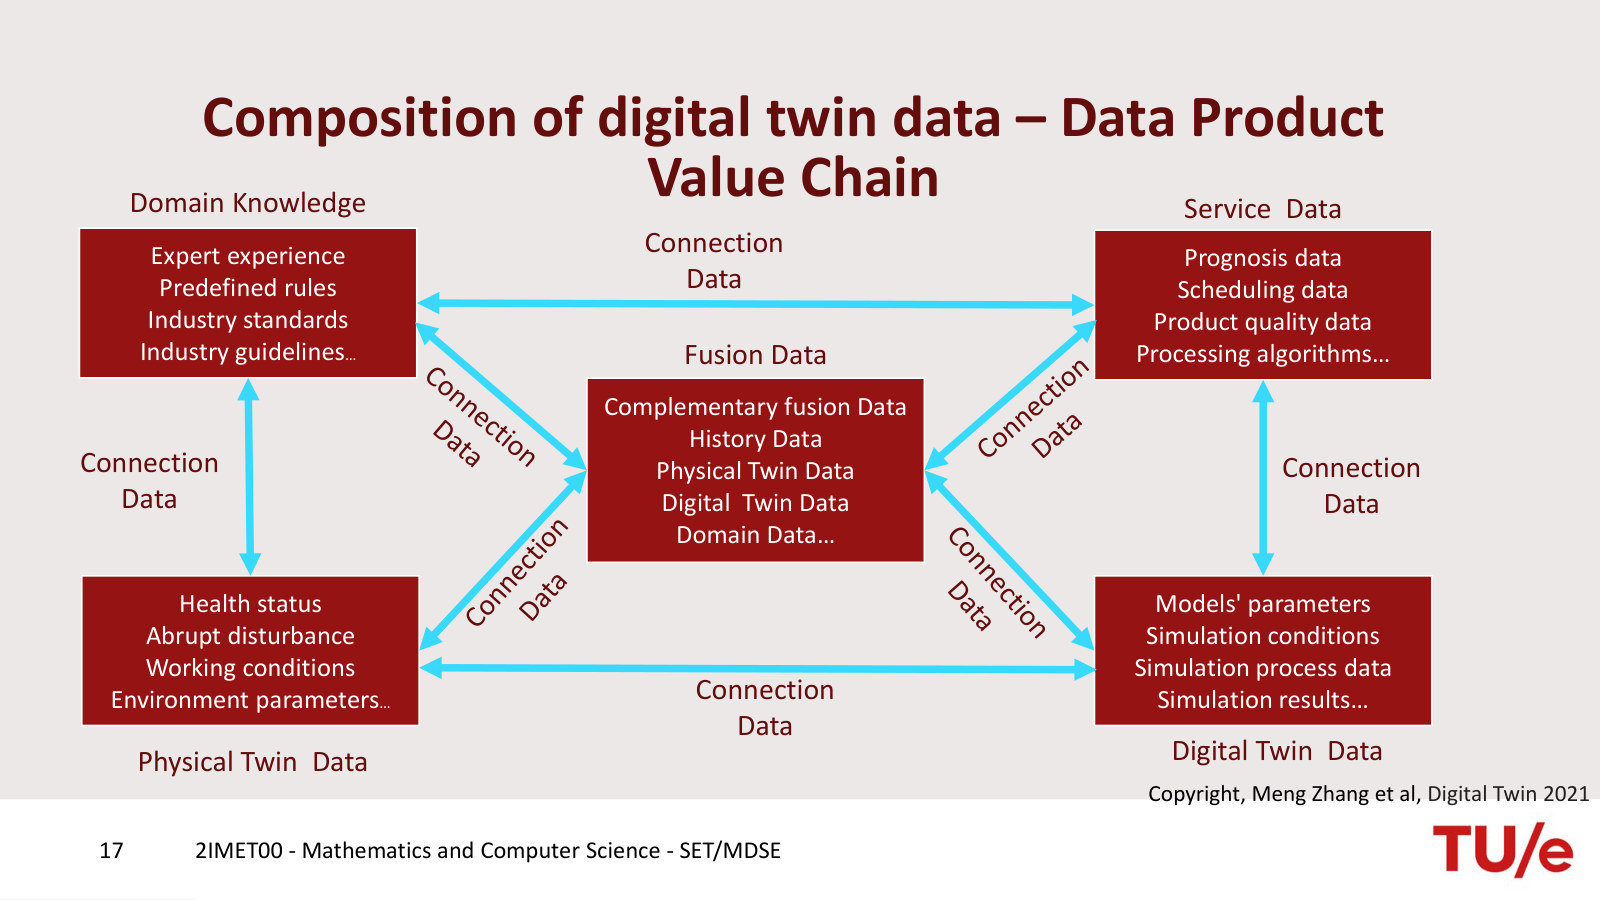 Composition of digital twin data – Data Product
Value Chain
Domain Knowledge
Expert experience
Predefined rules
Industry standards
Industry guidelines...
Service  Data
Prognosis data
Scheduling data
Product quality data
Processing algorithms...
Connection
Data
Fusion Data
Complementary fusion Data
History Data
Physical Twin Data
Digital  Twin Data
Domain Data...
Connection
Data
Connection
Data
Connection
Data
Connection
Data
Connection
Data
Connection
Data
Health status
Abrupt disturbance
Working conditions
Environment parameters...
Physical Twin  Data
Connection
Data
Models' parameters
Simulation conditions
Simulation process data
Simulation results...
Digital Twin  Data
Copyright, Meng Zhang et al, Digital Twin 2021
17
2IMET00 - Mathematics and Computer Science - SET/MDSE
TU/e